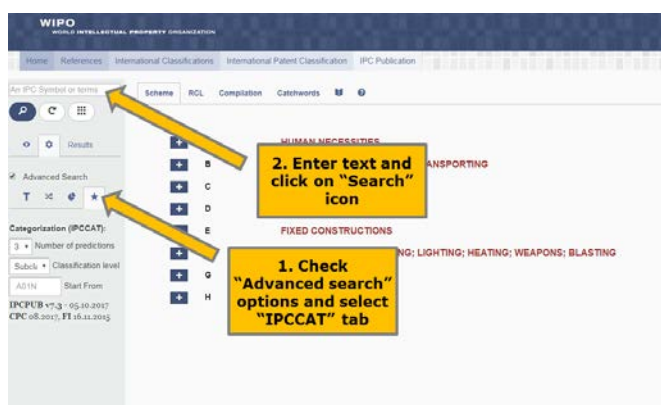 WIPO
WORLD INTELLECTUAL PROPERTY ORGANIZATION
Home References International Classifications International Patent Classification IPC Publication
An IPC Symbol or terms
Scheme RCL Compilation Catchwords
Results
Advanced Search
T
Categorization (IPCCAT):
3 Number of predictions
Subcla Classification level
A01N Start From
IPCPUB v7.3 - 05.10.2017
CPC 08.2017, FI 16.11.2015
HUMAN NECESSITIES
B ANSPORTING
C
D
E FIXED CONSTRUCTIONS
NG; LIGHTING; HEATING; WEAPONS; BLASTING
G
H
2. Enter text and
click on “Search”
icon
1. Check
“Advanced search”
options and select
“IPCCAT” tab